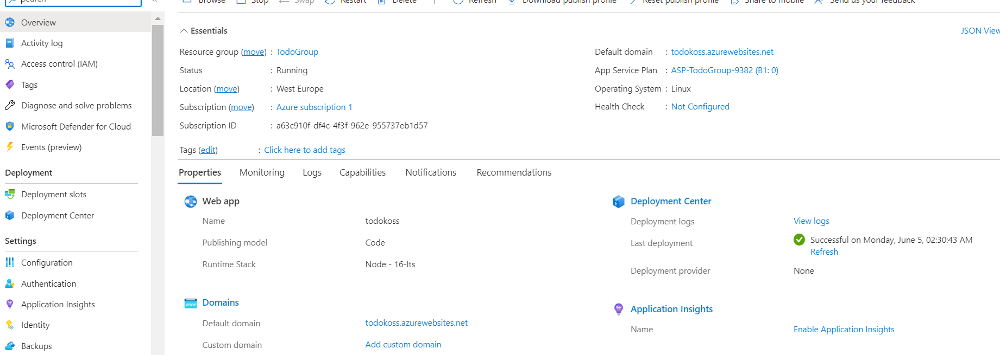 Search
Browse Stop Swap Restart Delete Refresh Download publish profile Reset publish profile Share to mobile Send us your feedback
Overview
Activity log
Access control (IAM)
Tags
Diagnose and solve problems
Microsoft Defender for Cloud
Events (preview)
Deployment
Deployment slots
Deployment Center
Settings
Configuration
Authentication
Application Insights
Identity
Backups
Essentials
JSON View
Resource group (move) : TodoGroup
Status : Running
Location (move) : West Europe
Subscription (move) : Azure subscription 1
Subscription ID : a63c910f-df4c-4f3f-962e-955737eb1d57
Default domain : todokoss.azurewebsites.net
App Service Plan : ASP-TodoGroup-9382 (B1: 0)
Operating System : Linux
Health Check : Not Configured
Tags (edit) : Click here to add tags
Properties Monitoring Logs Capabilities Notifications Recommendations
Web app
Name todokoss
Publishing model Code
Runtime Stack Node - 16-lts
Domains
Default domain todokoss.azurewebsites.net
Custom domain Add custom domain
Deployment Center
Deployment logs View logs
Last deployment Successful on Monday, June 5, 02:30:43 AM
Refresh
Deployment provider None
Application Insights
Name Enable Application Insights